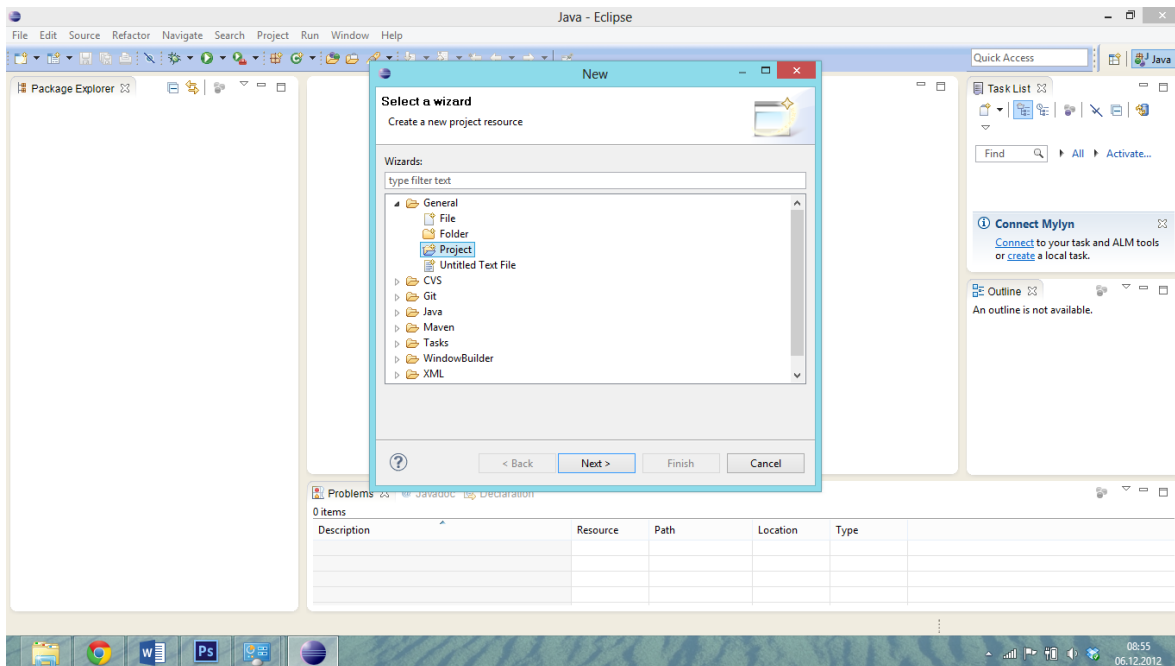 Java - Eclipse
File Edit Source Refactor Navigate Search Project Run Window Help
Quick Access
Java
Package Explorer
New
Select a wizard
Create a new project resource
Wizards:
type filter text
General
File
Folder
Project
Untitled Text File
CVS
Git
Java
Maven
Tasks
WindowBuilder
XML
< Back Next > Finish Cancel
Task List
Find All Activate...
Connect Mylyn
Connect to your task and ALM tools
or create a local task.
Outline
An outline is not available.
Problems Javadoc Declaration
0 items
Description Resource Path Location Type
Ps
08:55
06.12.2012